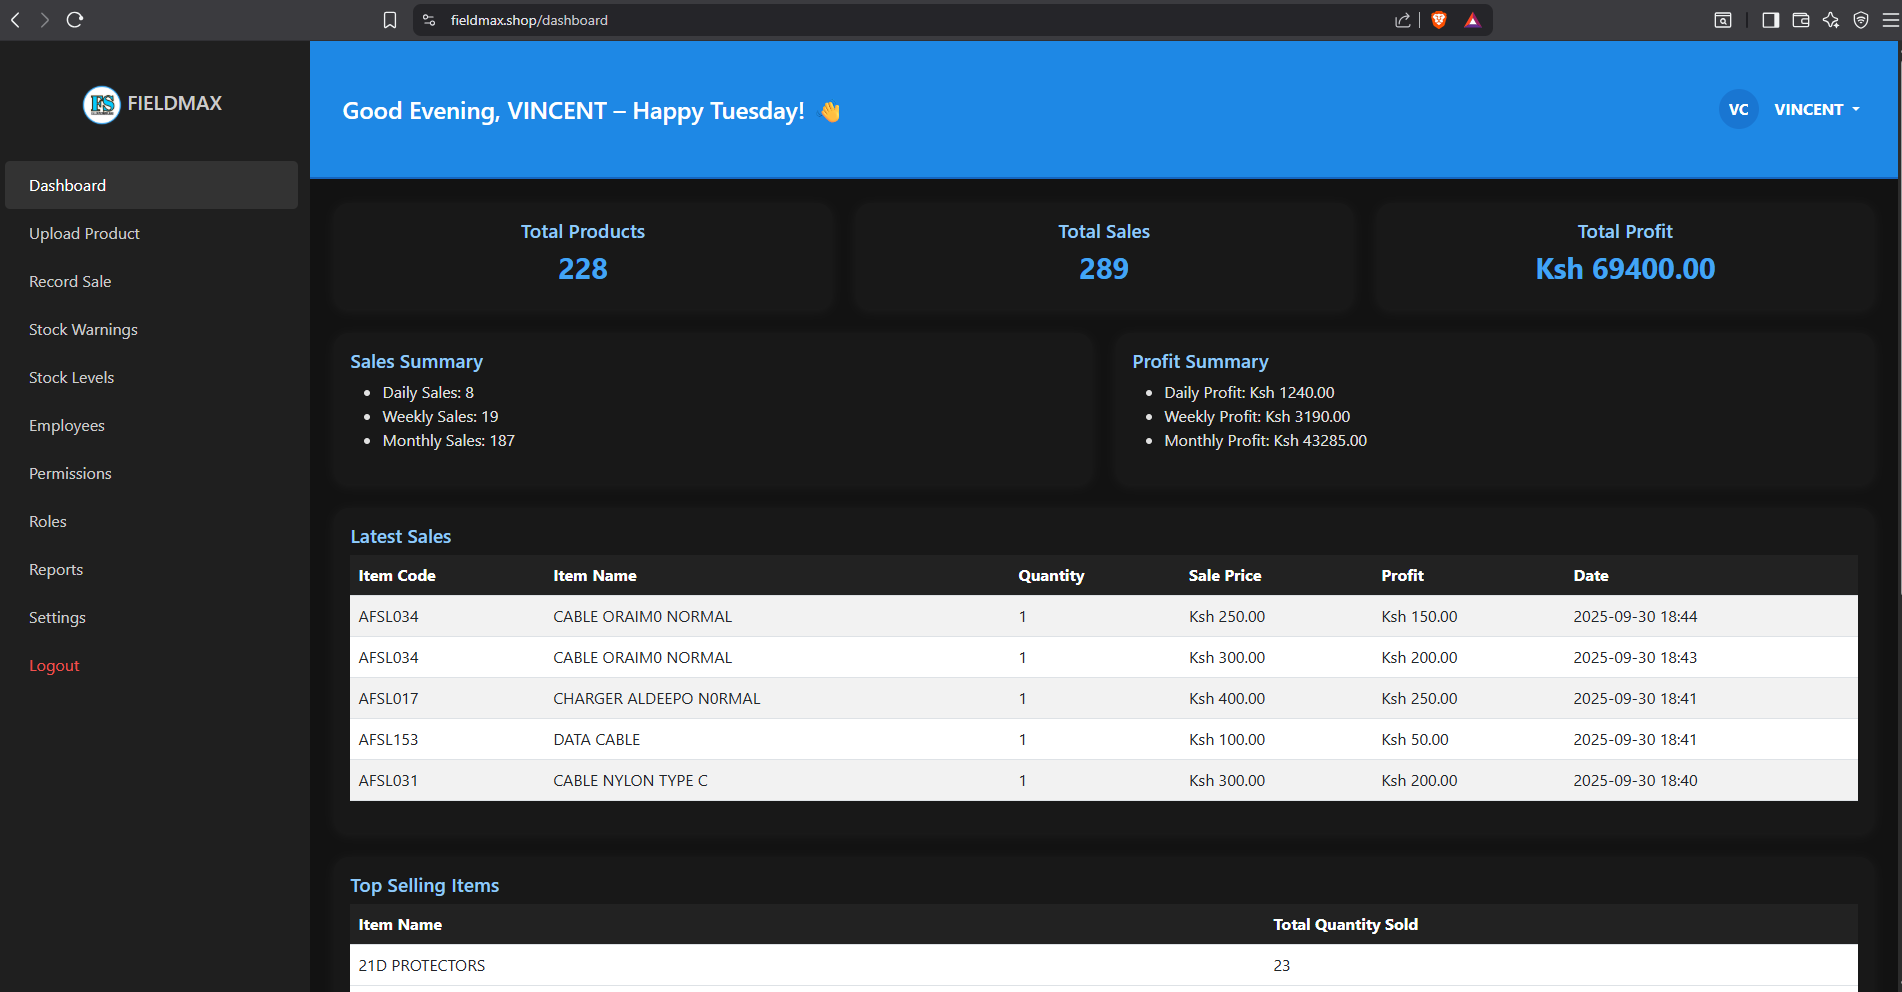 fieldmax.shop/dashboard
FS FIELDMAX
Dashboard
Upload Product
Record Sale
Stock Warnings
Stock Levels
Employees
Permissions
Roles
Reports
Settings
Logout
Good Evening, VINCENT – Happy Tuesday! 👋
VC VINCENT
Total Products
228
Total Sales
289
Total Profit
Ksh 69400.00
Sales Summary
• Daily Sales: 8
• Weekly Sales: 19
• Monthly Sales: 187
Profit Summary
• Daily Profit: Ksh 1240.00
• Weekly Profit: Ksh 3190.00
• Monthly Profit: Ksh 43285.00
Latest Sales
Item Code Item Name Quantity Sale Price Profit Date
AFSL034 CABLE ORAIM0 NORMAL 1 Ksh 250.00 Ksh 150.00 2025-09-30 18:44
AFSL034 CABLE ORAIM0 NORMAL 1 Ksh 300.00 Ksh 200.00 2025-09-30 18:43
AFSL017 CHARGER ALDEEPO N0RMAL 1 Ksh 400.00 Ksh 250.00 2025-09-30 18:41
AFSL153 DATA CABLE 1 Ksh 100.00 Ksh 50.00 2025-09-30 18:41
AFSL031 CABLE NYLON TYPE C 1 Ksh 300.00 Ksh 200.00 2025-09-30 18:40
Top Selling Items
Item Name Total Quantity Sold
21D PROTECTORS 23